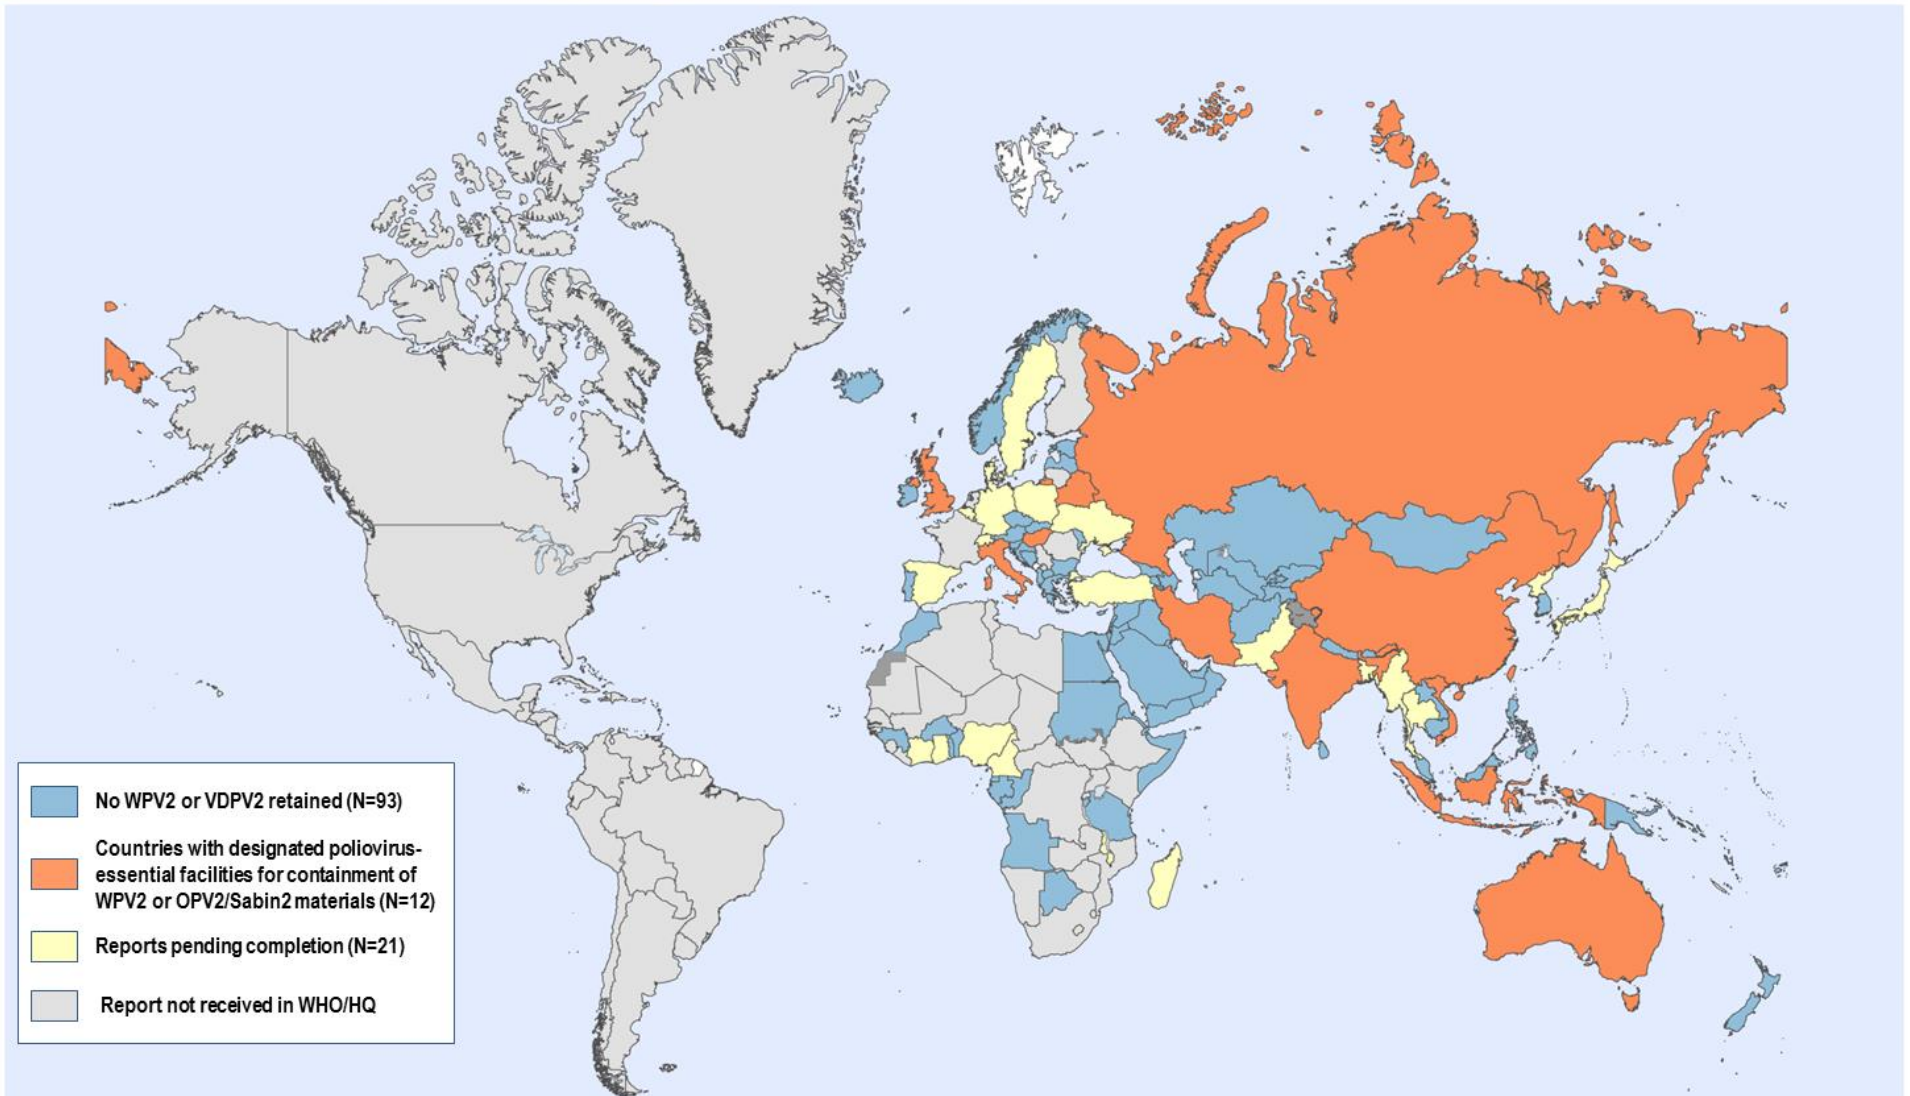 No WPV2 or VDPV2 retained (N=93)
Countries with designated poliovirus-
essential facilities for containment of
WPV2 or OPV2/Sabin2 materials (N=12)
Reports pending completion (N=21)
Report not received in WHO/HQ